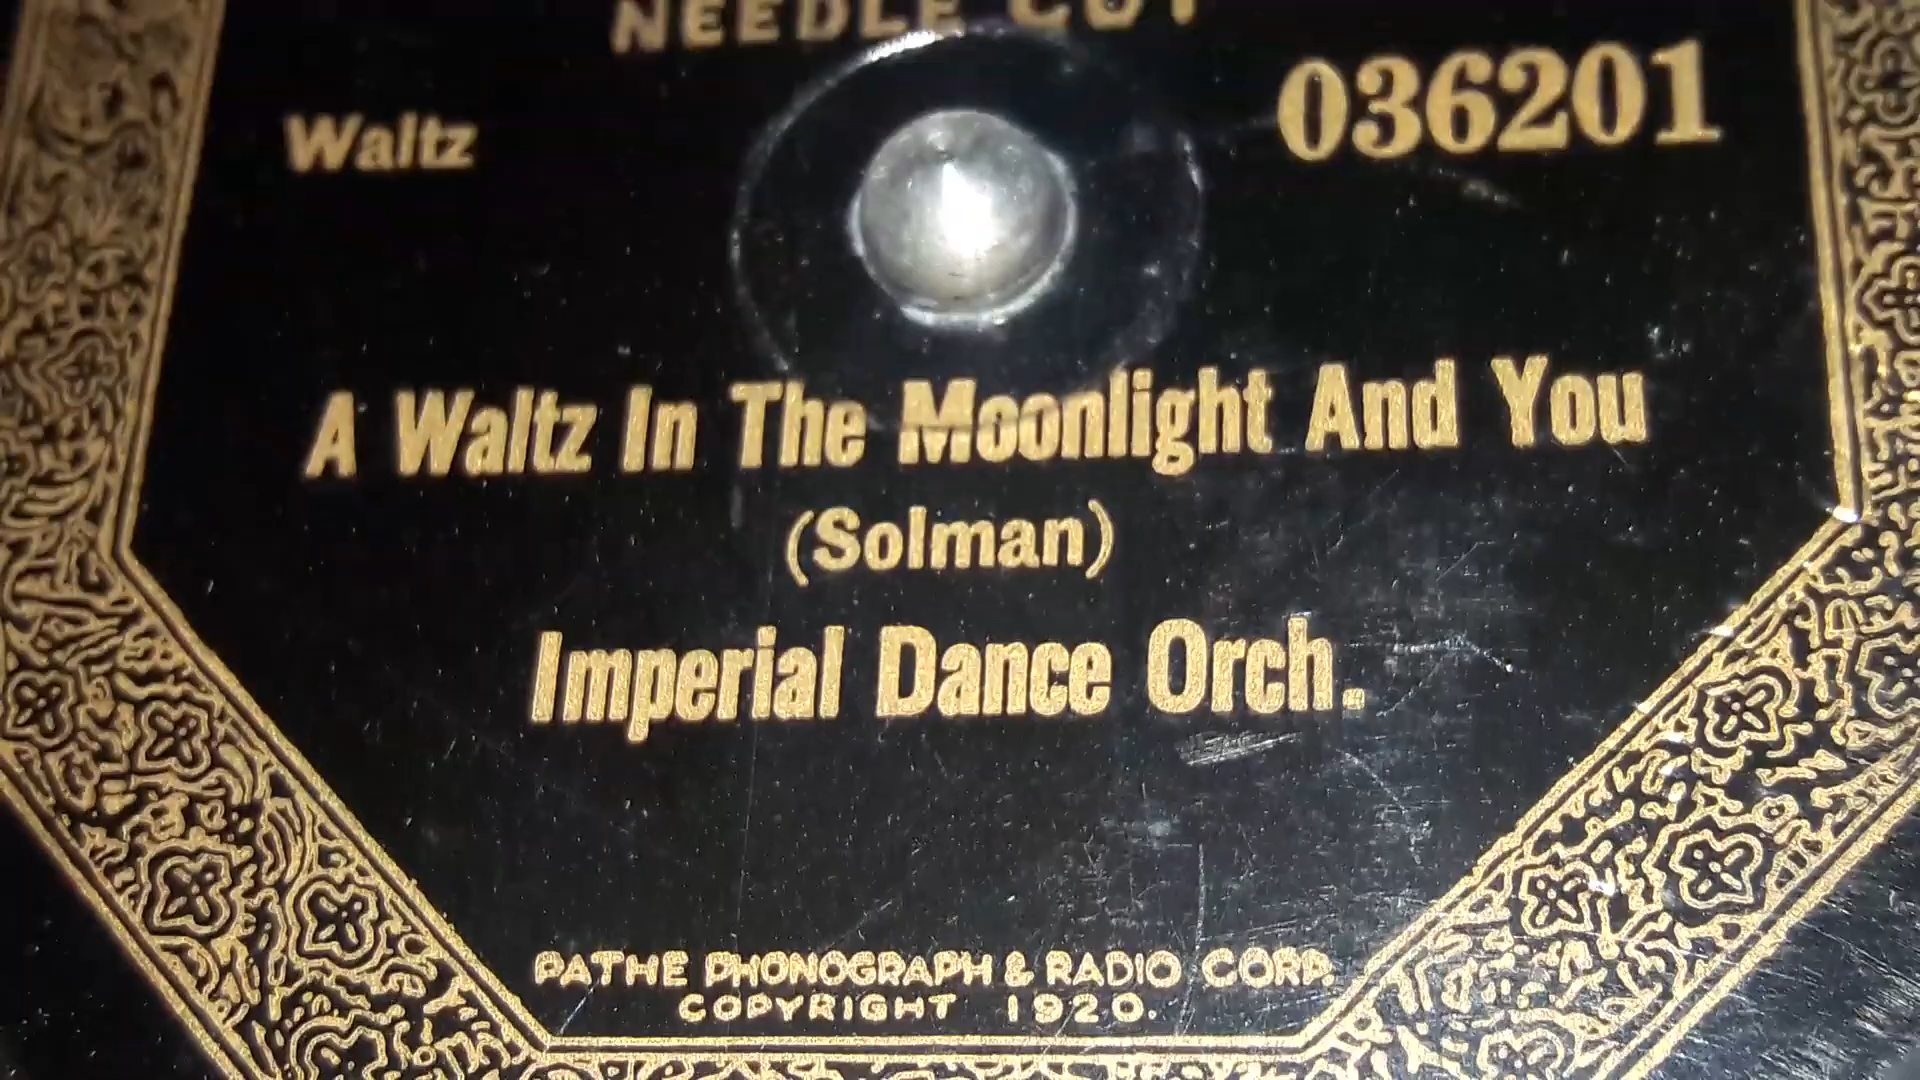 NEEDLE CUT
Waltz
036201
A Waltz In The Moonlight And You
(Solman)
Imperial Dance Orch.
PATHE PHONOGRAPH & RADIO CORP.
COPYRIGHT 1920.